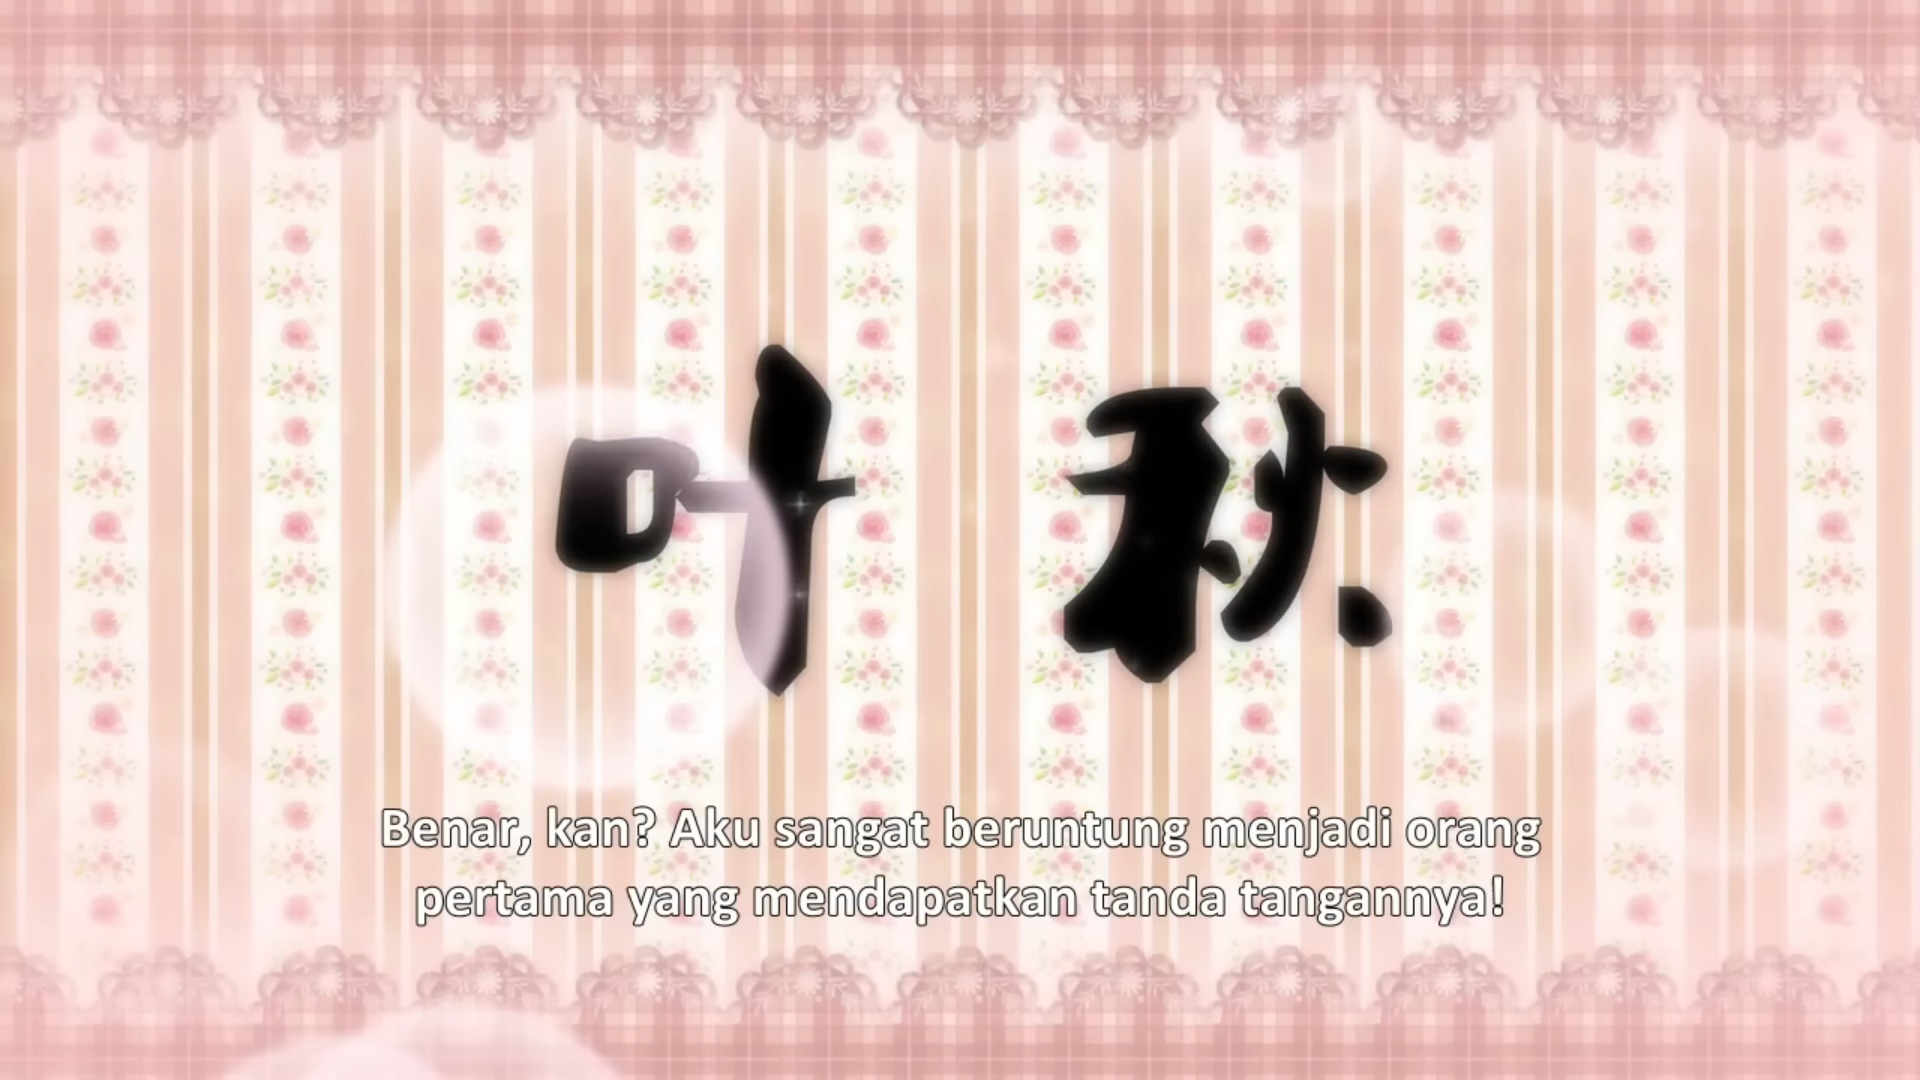 叶 秋
Benar, kan? Aku sangat beruntung menjadi orang
pertama yang mendapatkan tanda tangannya!